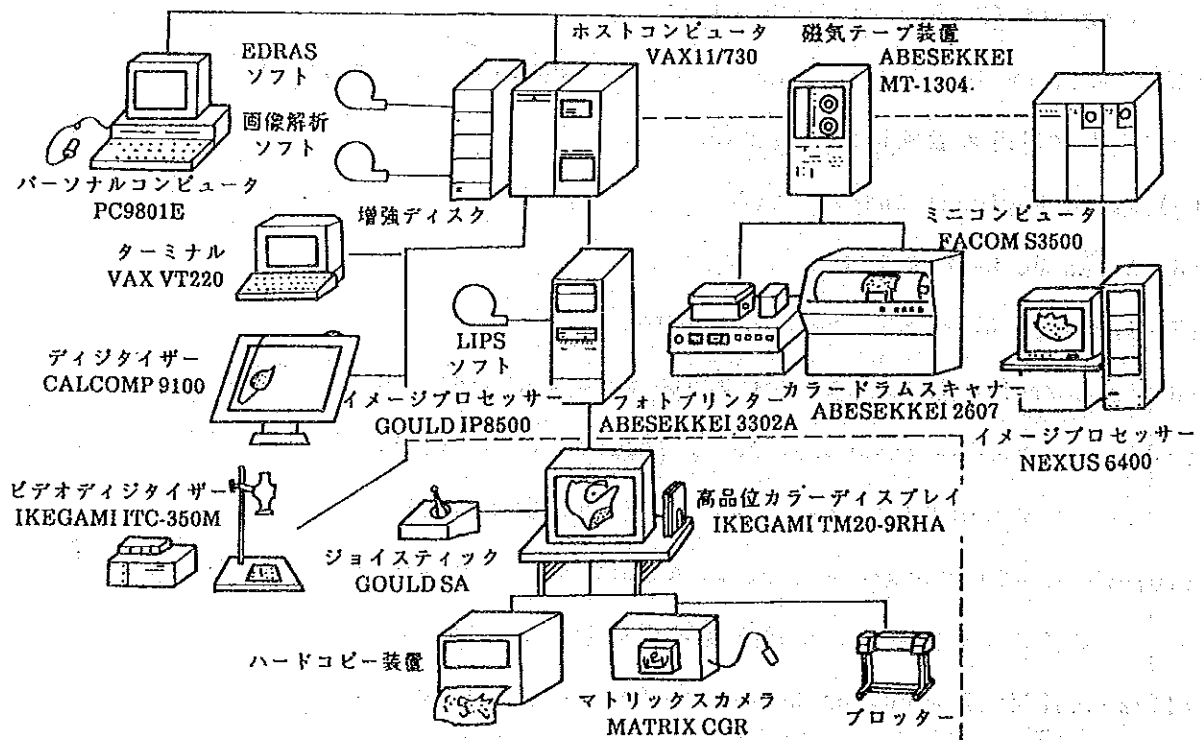 EDRAS
ソフト
画像解析
ソフト
ホストコンピュータ
VAX11/730
磁気テープ装置
ABESEKKEI
MT-1304
パーソナルコンピュータ
PC9801E
増強ディスク
ミニコンピュータ
FACOM S3500
ターミナル
VAX VT220
LIPS
ソフト
ディジタイザー
CALCOMP 9100
イメージプロセッサー
GOULD IP8500
フォトプリンター
ABESEKKEI 3302A
カラードラムスキャナー
ABESEKKEI 2607
イメージプロセッサー
NEXUS 6400
ビデオディジタイザー
IKEGAMI ITC-350M
高品位カラーディスプレイ
IKEGAMI TM20-9RHA
ジョイスティック
GOULD SA
ハードコピー装置
マトリックスカメラ
MATRIX CGR
プロッター